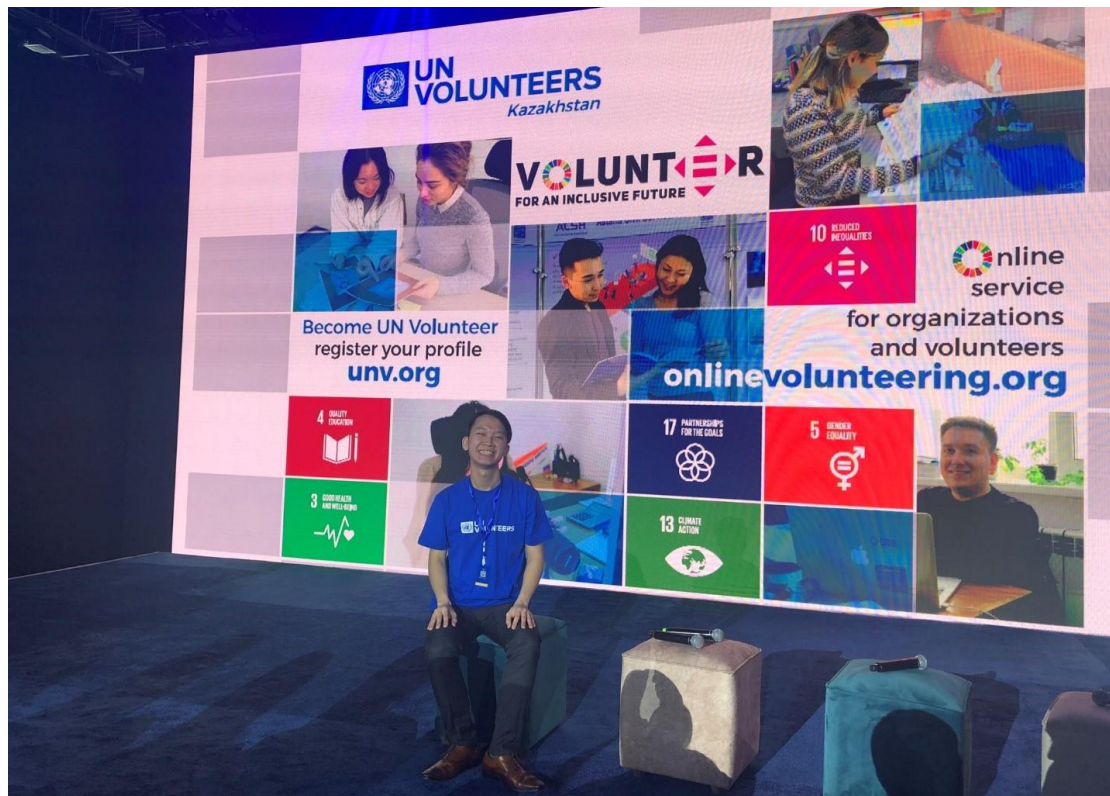 UN
VOLUNTEERS
Kazakhstan
VOLUNTEER
FOR AN INCLUSIVE FUTURE
Become UN Volunteer
register your profile
unv.org
10 REDUCED
INEQUALITIES
Online
service
for organizations
and volunteers
onlinevolunteering.org
4 QUALITY
EDUCATION
3 GOOD HEALTH
AND WELL-BEING
17 PARTNERSHIPS
FOR THE GOALS
5 GENDER
EQUALITY
13 CLIMATE
ACTION
UN
VOLUNTEERS